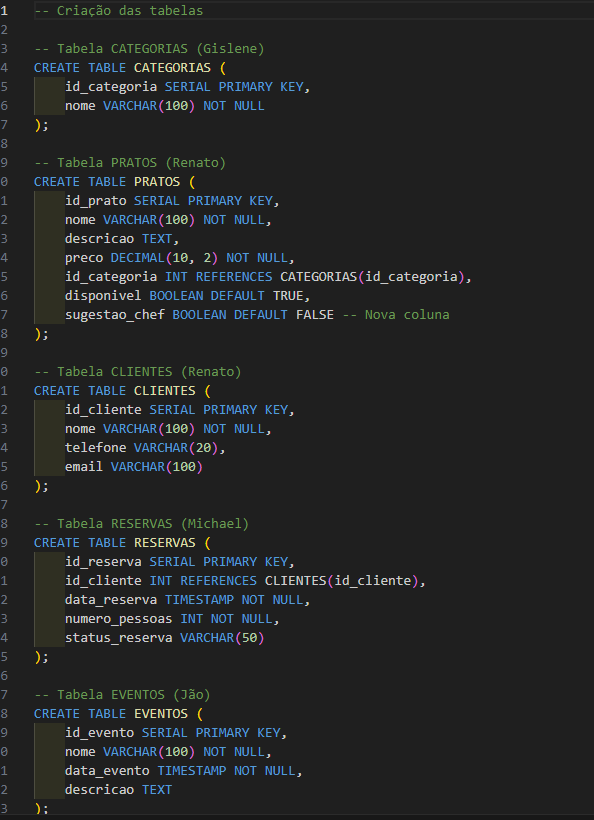 1 -- Criação das tabelas
2
3 -- Tabela CATEGORIAS (Gislene)
4 CREATE TABLE CATEGORIAS (
5     id_categoria SERIAL PRIMARY KEY,
6     nome VARCHAR(100) NOT NULL
7 );
8
9 -- Tabela PRATOS (Renato)
0 CREATE TABLE PRATOS (
1     id_prato SERIAL PRIMARY KEY,
2     nome VARCHAR(100) NOT NULL,
3     descricao TEXT,
4     preco DECIMAL(10, 2) NOT NULL,
5     id_categoria INT REFERENCES CATEGORIAS(id_categoria),
6     disponivel BOOLEAN DEFAULT TRUE,
7     sugestao_chef BOOLEAN DEFAULT FALSE -- Nova coluna
8 );
9
0 -- Tabela CLIENTES (Renato)
1 CREATE TABLE CLIENTES (
2     id_cliente SERIAL PRIMARY KEY,
3     nome VARCHAR(100) NOT NULL,
4     telefone VARCHAR(20),
5     email VARCHAR(100)
6 );
7
8 -- Tabela RESERVAS (Michael)
9 CREATE TABLE RESERVAS (
0     id_reserva SERIAL PRIMARY KEY,
1     id_cliente INT REFERENCES CLIENTES(id_cliente),
2     data_reserva TIMESTAMP NOT NULL,
3     numero_pessoas INT NOT NULL,
4     status_reserva VARCHAR(50)
5 );
6
7 -- Tabela EVENTOS (Jão)
8 CREATE TABLE EVENTOS (
9     id_evento SERIAL PRIMARY KEY,
0     nome VARCHAR(100) NOT NULL,
1     data_evento TIMESTAMP NOT NULL,
2     descricao TEXT
3 );